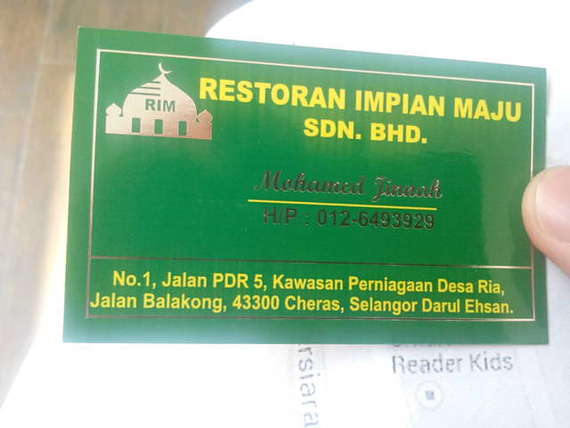 RIM
RESTORAN IMPIAN MAJU
SDN. BHD.
Mohamed Jinnah
H/P : 012-6493929
No.1, Jalan PDR 5, Kawasan Perniagaan Desa Ria,
Jalan Balakong, 43300 Cheras, Selangor Darul Ehsan.
Reader Kids